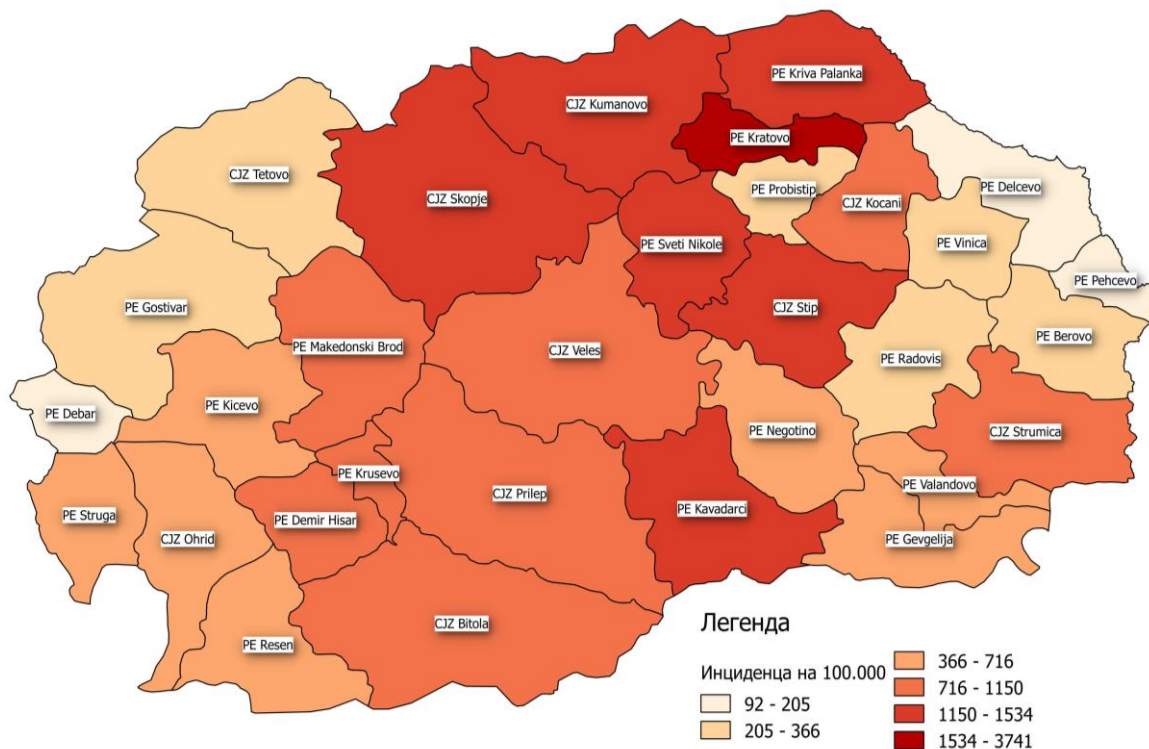 PE Kriva Palanka
CJZ Kumanovo
PE Kratovo
CJZ Tetovo
PE Probistip
PE Delcevo
CJZ Skopje
CJZ Kocani
PE Sveti Nikole
PE Vinica
PE Pehcevo
PE Gostivar
CJZ Stip
PE Berovo
PE Makedonski Brod
CJZ Veles
PE Radovis
PE Debar
PE Kicevo
PE Negotino
CJZ Strumica
PE Krusevo
PE Valandovo
PE Struga
CJZ Prilep
PE Kavadarci
PE Demir Hisar
CJZ Ohrid
PE Gevgelija
CJZ Bitola
PE Resen
Легенда
Инциденца на 100.000
92 - 205
205 - 366
366 - 716
716 - 1150
1150 - 1534
1534 - 3741